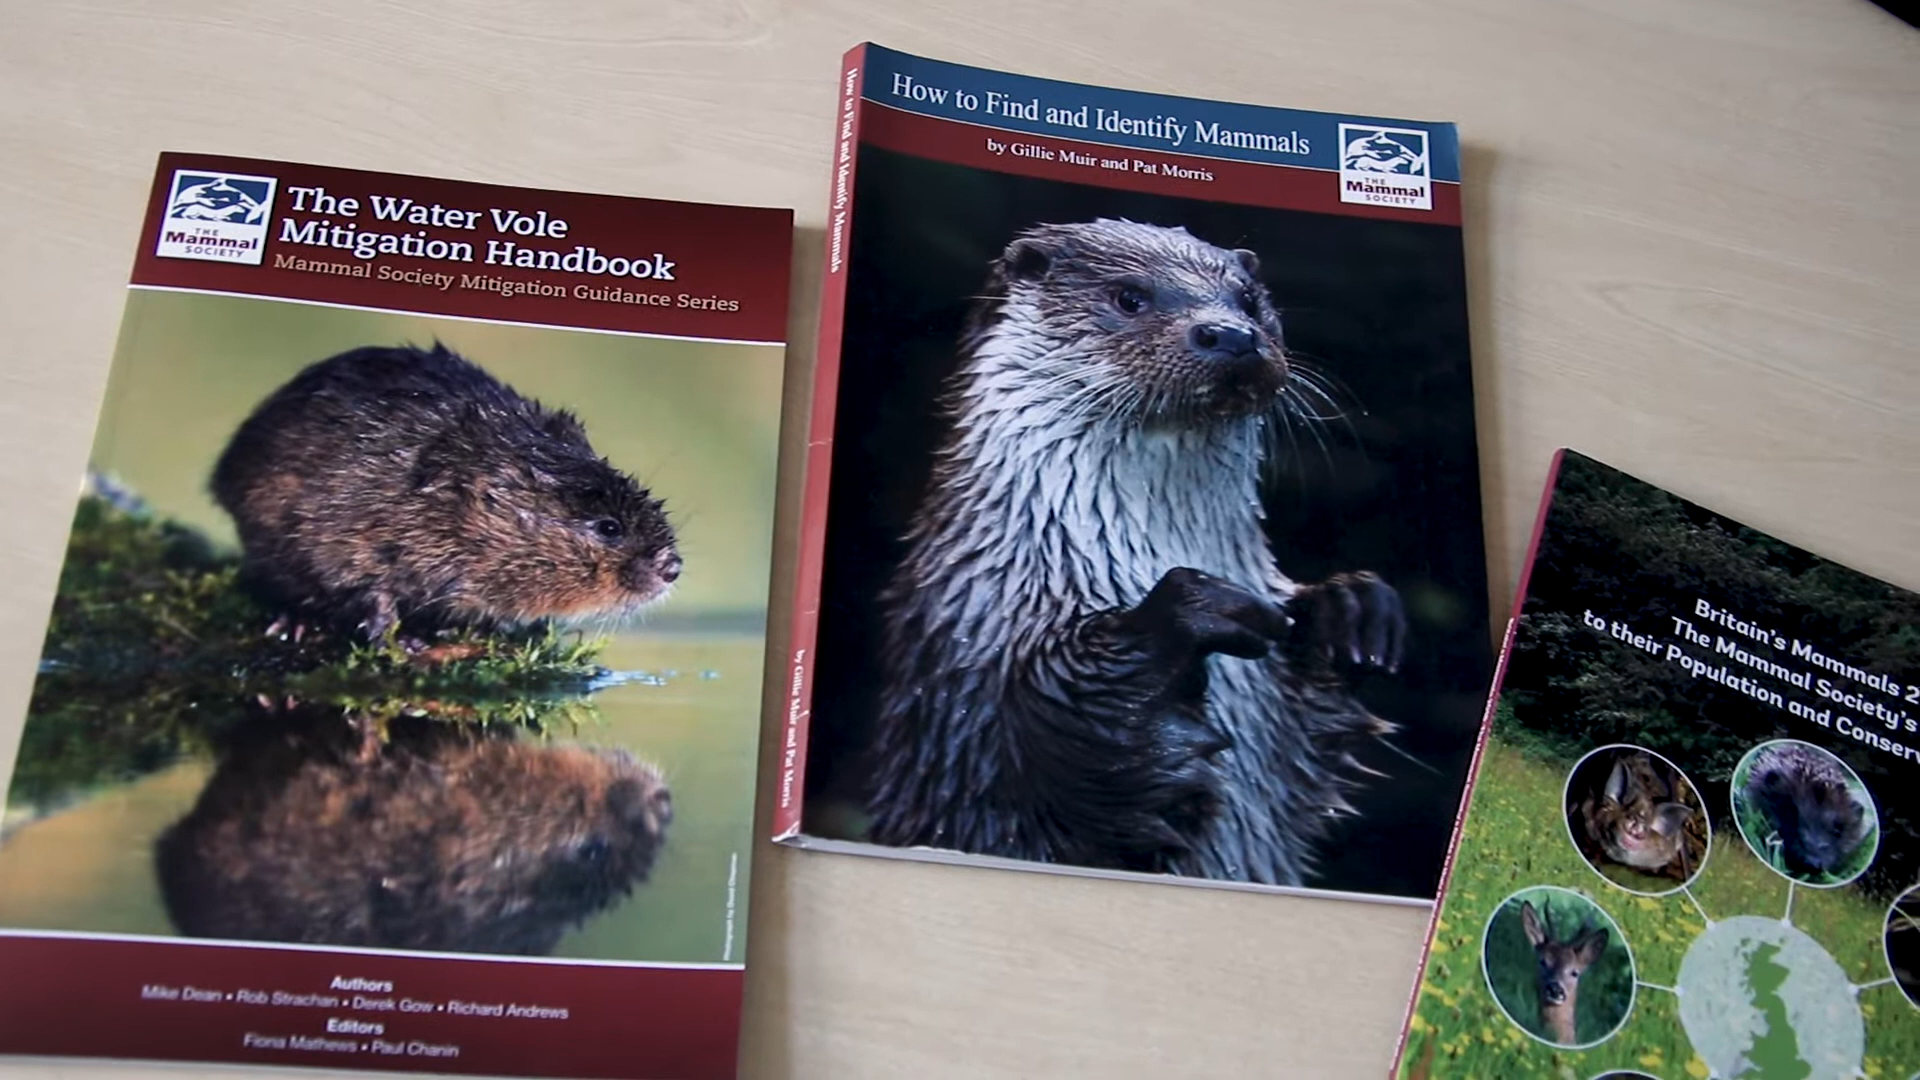 THE
Mammal
SOCIETY
The Water Vole
Mitigation Handbook
Mammal Society Mitigation Guidance Series
Photograph by
Authors
Mike Dean • Rob Strachan • Derek Gow • Richard Andrews
Editors
Fiona Mathews • Paul Chanin
How to Find and Identify Mammals
by Gillie Muir and Pat Morris
How to Find and Identify Mammals
by Gillie Muir and Pat Morris
THE
Mammal
SOCIETY
Britain's Mammals 2
The Mammal Society's
to their Population and Conserv